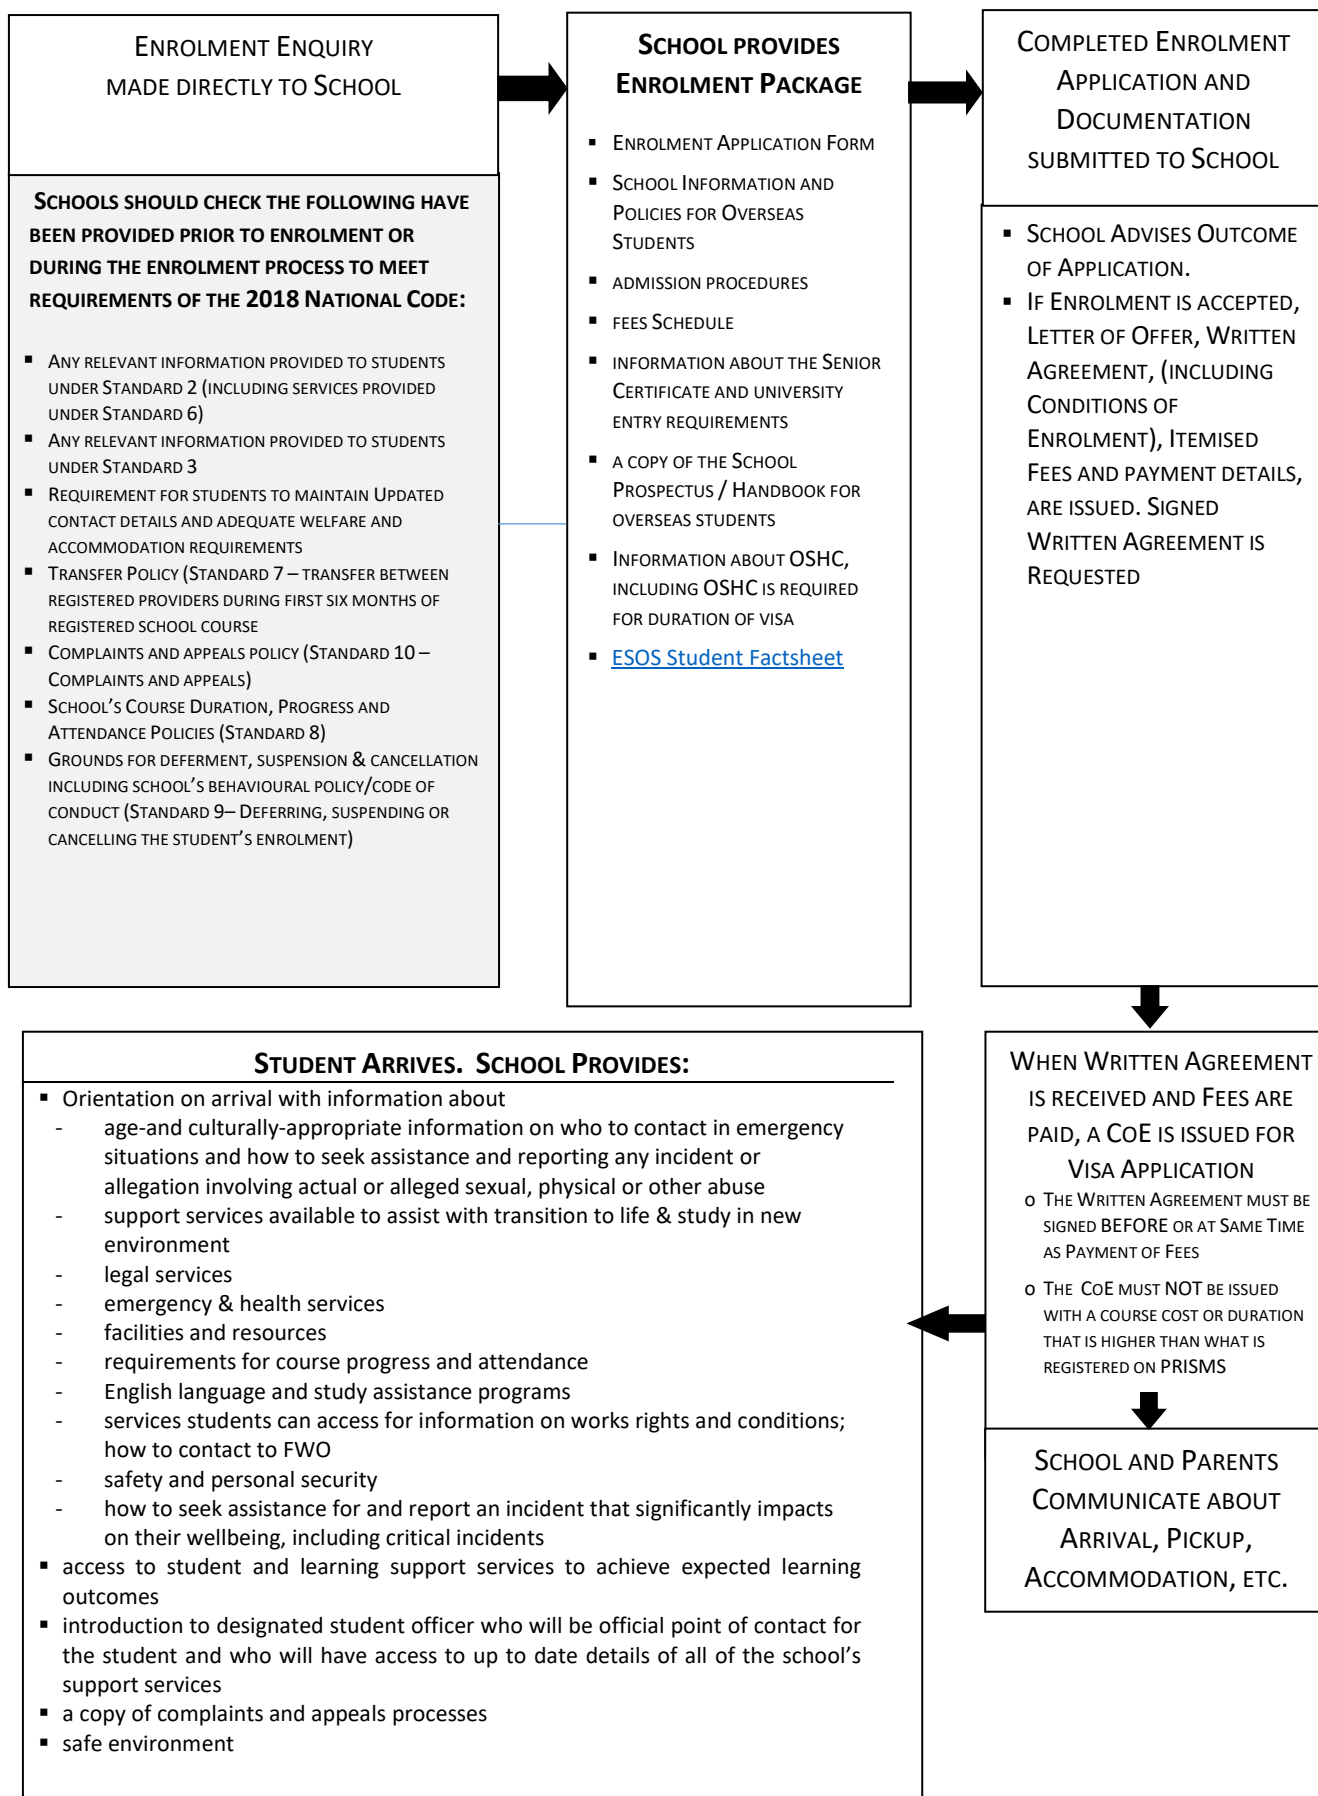 ENROLMENT ENQUIRY
MADE DIRECTLY TO SCHOOL
SCHOOLS SHOULD CHECK THE FOLLOWING HAVE
BEEN PROVIDED PRIOR TO ENROLMENT OR
DURING THE ENROLMENT PROCESS TO MEET
REQUIREMENTS OF THE 2018 NATIONAL CODE:
▪ ANY RELEVANT INFORMATION PROVIDED TO STUDENTS
UNDER STANDARD 2 (INCLUDING SERVICES PROVIDED
UNDER STANDARD 6)
▪ ANY RELEVANT INFORMATION PROVIDED TO STUDENTS
UNDER STANDARD 3
▪ REQUIREMENT FOR STUDENTS TO MAINTAIN UPDATED
CONTACT DETAILS AND ADEQUATE WELFARE AND
ACCOMMODATION REQUIREMENTS
▪ TRANSFER POLICY (STANDARD 7 – TRANSFER BETWEEN
REGISTERED PROVIDERS DURING FIRST SIX MONTHS OF
REGISTERED SCHOOL COURSE
▪ COMPLAINTS AND APPEALS POLICY (STANDARD 10 –
COMPLAINTS AND APPEALS)
▪ SCHOOL'S COURSE DURATION, PROGRESS AND
ATTENDANCE POLICIES (STANDARD 8)
▪ GROUNDS FOR DEFERMENT, SUSPENSION & CANCELLATION
INCLUDING SCHOOL'S BEHAVIOURAL POLICY/CODE OF
CONDUCT (STANDARD 9– DEFERRING, SUSPENDING OR
CANCELLING THE STUDENT'S ENROLMENT)
SCHOOL PROVIDES
ENROLMENT PACKAGE
▪ ENROLMENT APPLICATION FORM
▪ SCHOOL INFORMATION AND
POLICIES FOR OVERSEAS
STUDENTS
▪ ADMISSION PROCEDURES
▪ FEES SCHEDULE
▪ INFORMATION ABOUT THE SENIOR
CERTIFICATE AND UNIVERSITY
ENTRY REQUIREMENTS
▪ A COPY OF THE SCHOOL
PROSPECTUS / HANDBOOK FOR
OVERSEAS STUDENTS
▪ INFORMATION ABOUT OSHC,
INCLUDING OSHC IS REQUIRED
FOR DURATION OF VISA
▪ ESOS Student Factsheet
COMPLETED ENROLMENT
APPLICATION AND
DOCUMENTATION
SUBMITTED TO SCHOOL
▪ SCHOOL ADVISES OUTCOME
OF APPLICATION.
▪ IF ENROLMENT IS ACCEPTED,
LETTER OF OFFER, WRITTEN
AGREEMENT, (INCLUDING
CONDITIONS OF
ENROLMENT), ITEMISED
FEES AND PAYMENT DETAILS,
ARE ISSUED. SIGNED
WRITTEN AGREEMENT IS
REQUESTED
WHEN WRITTEN AGREEMENT
IS RECEIVED AND FEES ARE
PAID, A COE IS ISSUED FOR
VISA APPLICATION
o THE WRITTEN AGREEMENT MUST BE
SIGNED BEFORE OR AT SAME TIME
AS PAYMENT OF FEES
o THE COE MUST NOT BE ISSUED
WITH A COURSE COST OR DURATION
THAT IS HIGHER THAN WHAT IS
REGISTERED ON PRISMS
SCHOOL AND PARENTS
COMMUNICATE ABOUT
ARRIVAL, PICKUP,
ACCOMMODATION, ETC.
STUDENT ARRIVES. SCHOOL PROVIDES:
▪ Orientation on arrival with information about
- age-and culturally-appropriate information on who to contact in emergency
situations and how to seek assistance and reporting any incident or
allegation involving actual or alleged sexual, physical or other abuse
- support services available to assist with transition to life & study in new
environment
- legal services
- emergency & health services
- facilities and resources
- requirements for course progress and attendance
- English language and study assistance programs
- services students can access for information on works rights and conditions;
how to contact to FWO
- safety and personal security
- how to seek assistance for and report an incident that significantly impacts
on their wellbeing, including critical incidents
▪ access to student and learning support services to achieve expected learning
outcomes
▪ introduction to designated student officer who will be official point of contact for
the student and who will have access to up to date details of all of the school's
support services
▪ a copy of complaints and appeals processes
▪ safe environment